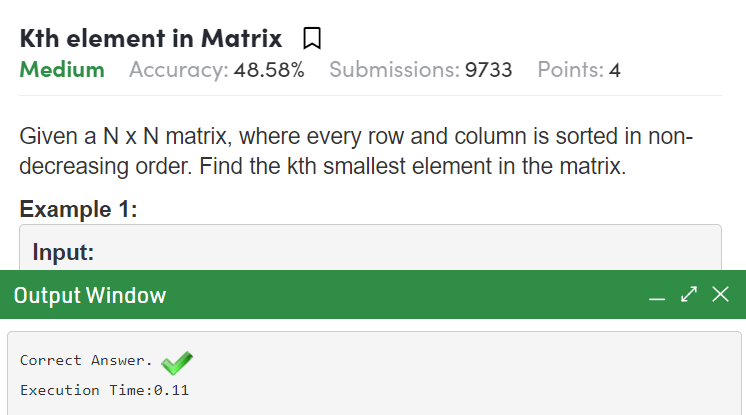 Kth element in Matrix
Medium Accuracy: 48.58% Submissions: 9733 Points: 4
Given a N x N matrix, where every row and column is sorted in non-
decreasing order. Find the kth smallest element in the matrix.
Example 1:
Input:
Output Window
Correct Answer.
Execution Time:0.11